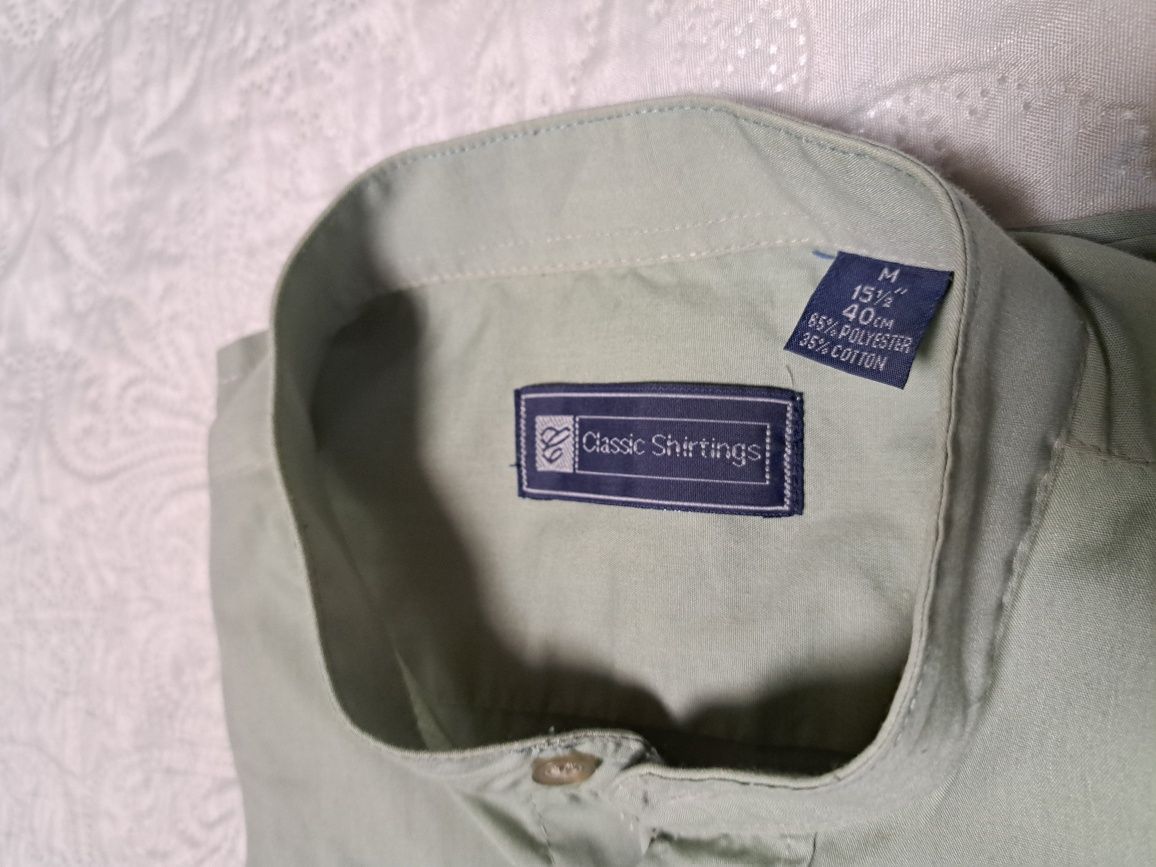 M
15½"
40CM
65% POLYESTER
35% COTTON
Classic Shirtings